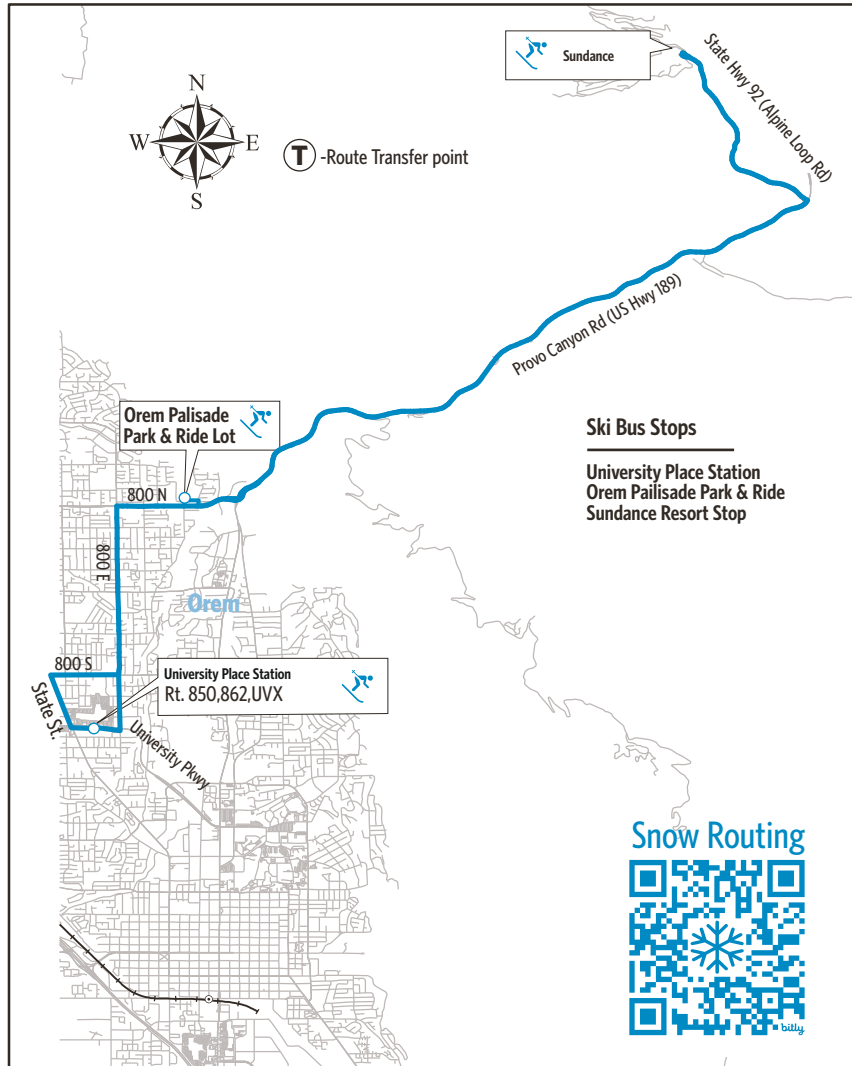 Sundance
State Hwy 92 (Alpine Loop Rd)
N
W
E
S
T
-Route Transfer point
Provo Canyon Rd (US Hwy 189)
Orem Palisade
Park & Ride Lot
800 N
800 E
Ski Bus Stops
University Place Station
Orem Pailisade Park & Ride
Sundance Resort Stop
Orem
800 S
State St.
University Place Station
Rt. 850,862,UVX
University Pkwy
Snow Routing
bitly